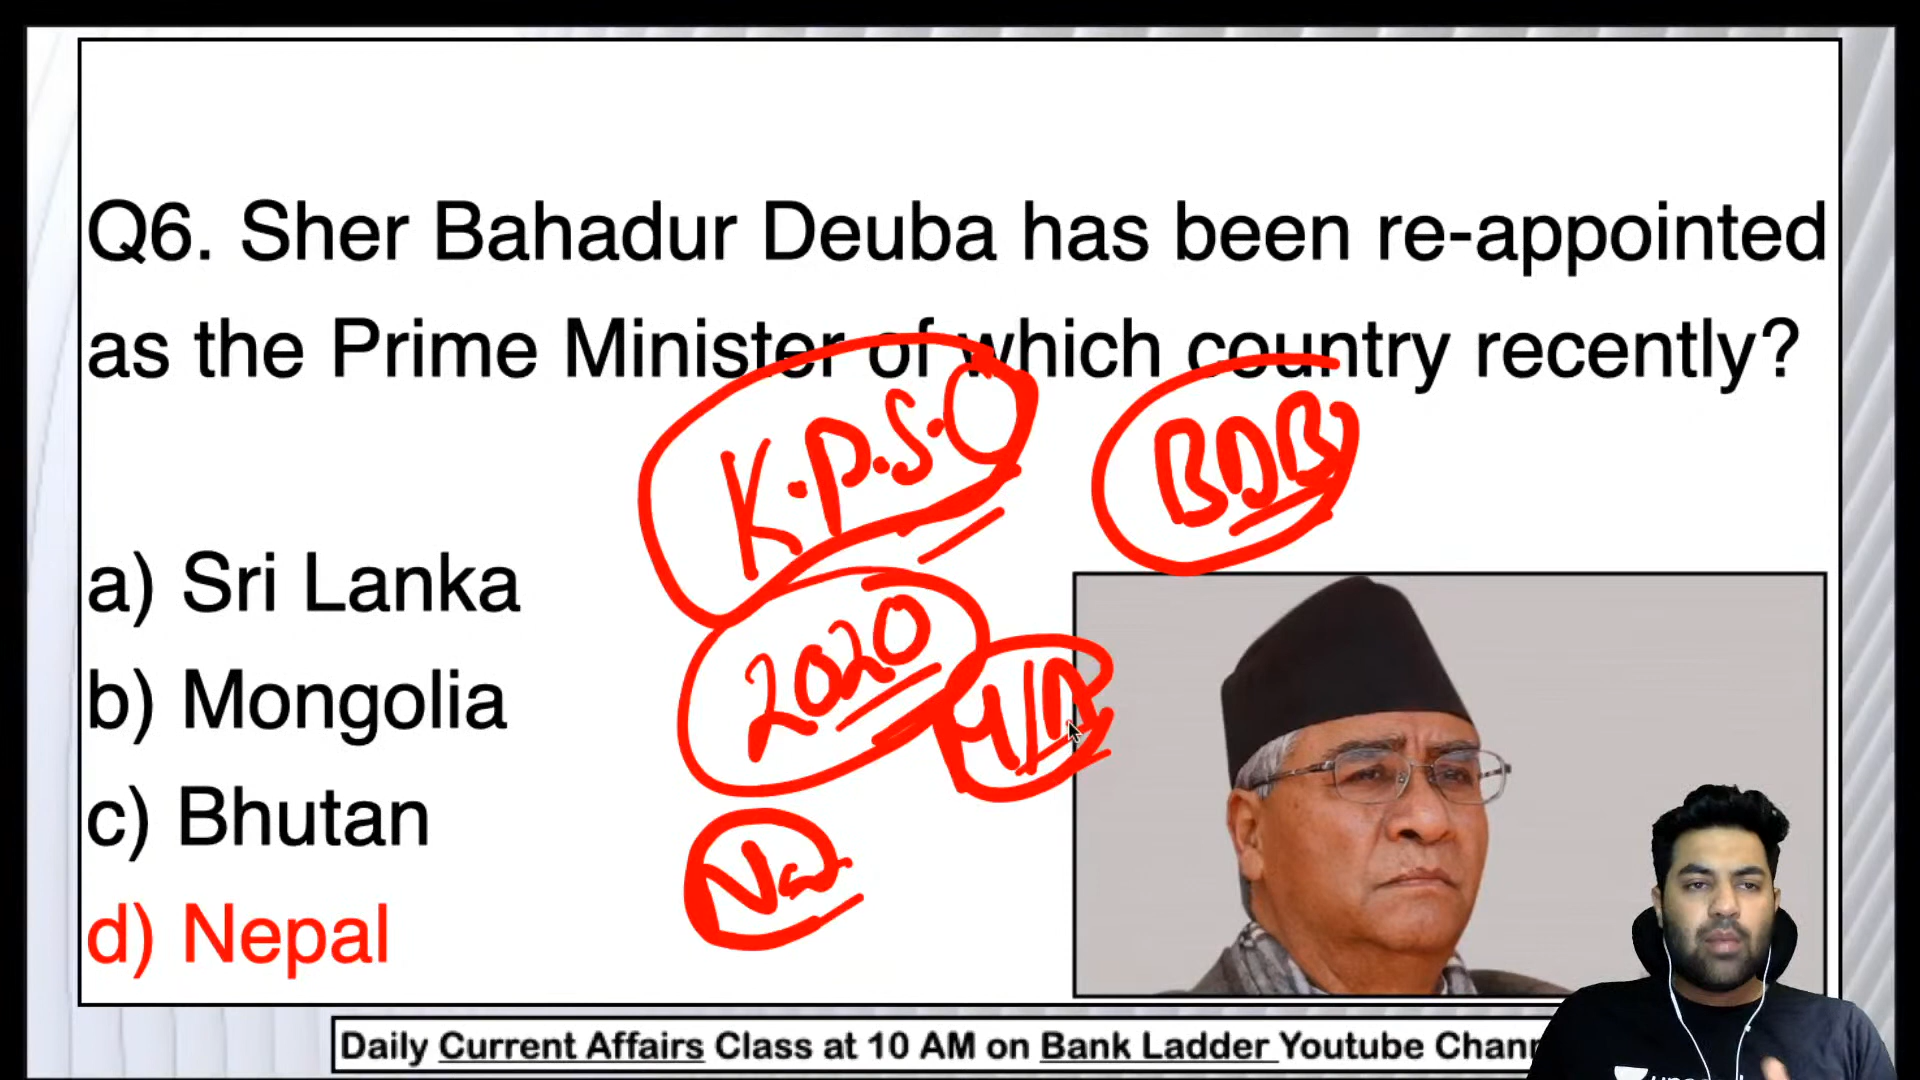 Q6. Sher Bahadur Deuba has been re-appointed
as the Prime Minister of which country recently?
K.P.S.O
BDB
a) Sri Lanka
2020
b) Mongolia
c) Bhutan
d) Nepal
Daily Current Affairs Class at 10 AM on Bank Ladder Youtube Chann